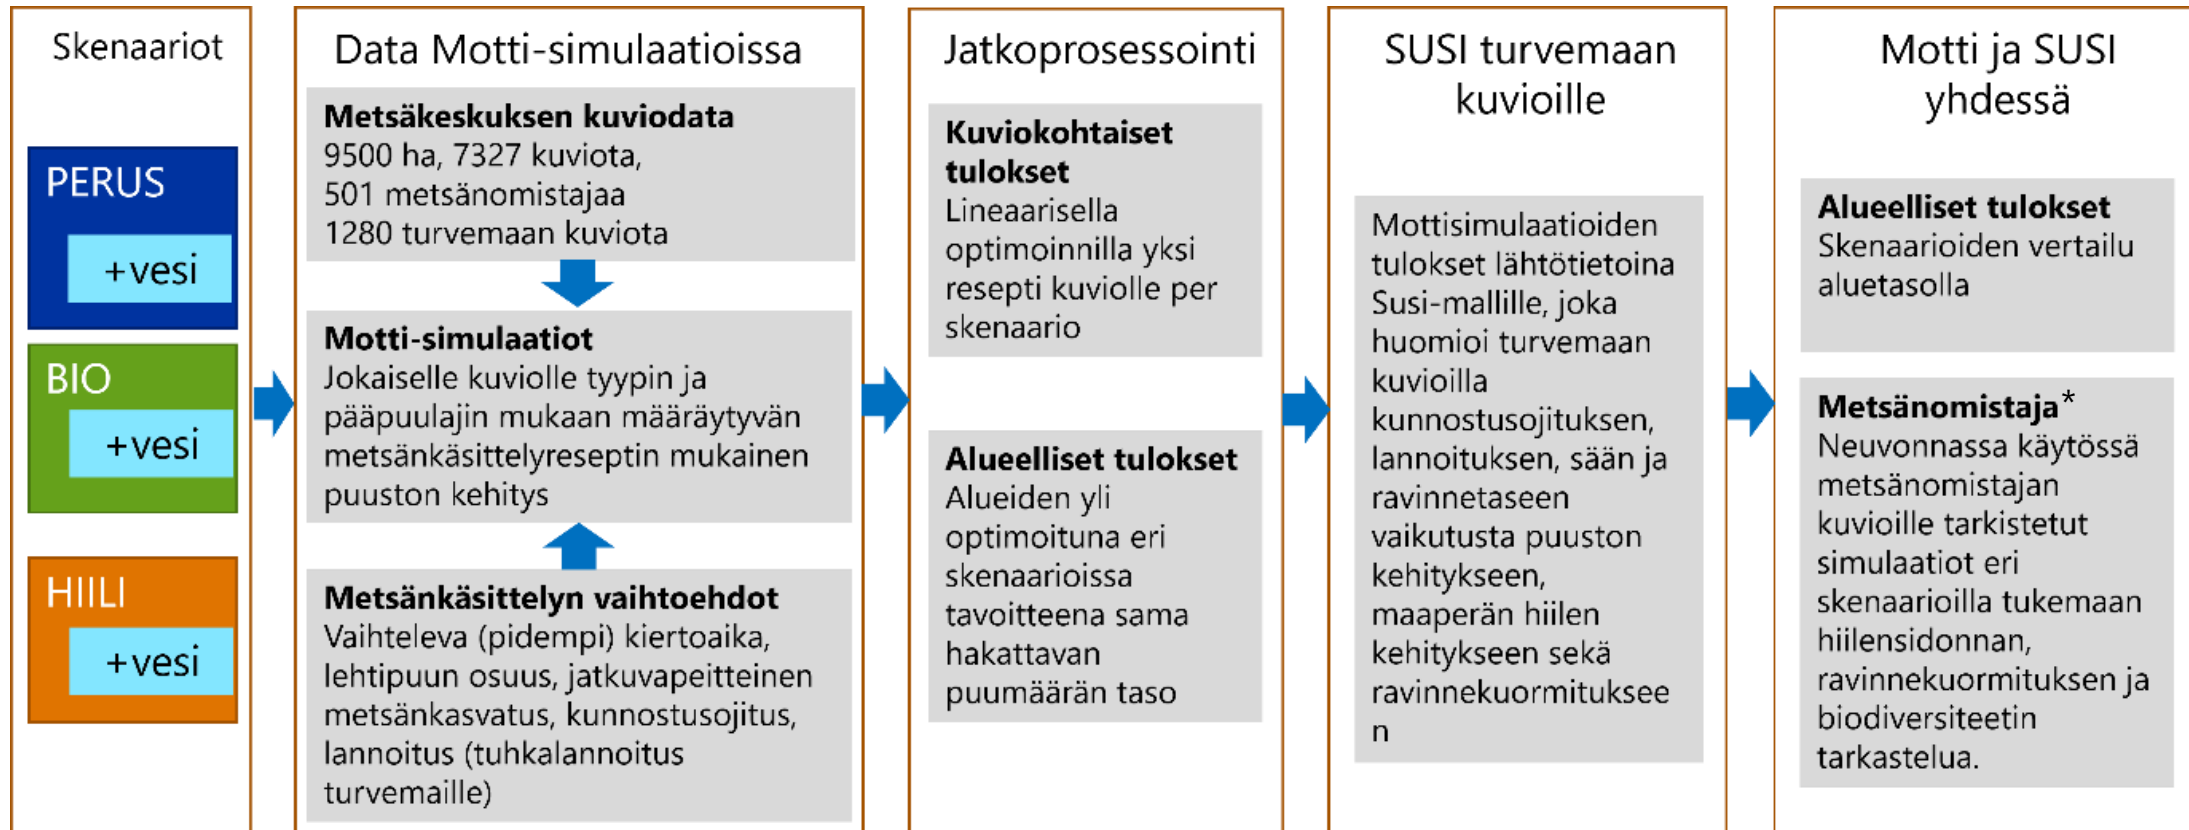 Skenaariot
PERUS
+vesi
BIO
+vesi
HIILI
+vesi
Data Motti-simulaatioissa
Metsäkeskuksen kuviodata
9500 ha, 7327 kuviota,
501 metsänomistajaa
1280 turvemaan kuviota
Motti-simulaatiot
Jokaiselle kuviolle tyypin ja
pääpuulajin mukaan määräytyvän
metsänkäsittelyreseptin mukainen
puuston kehitys
Metsänkäsittelyn vaihtoehdot
Vaihteleva (pidempi) kiertoaika,
lehtipuun osuus, jatkuvapeitteinen
metsänkasvatus, kunnostusojitus,
lannoitus (tuhkalannoitus
turvemaille)
Jatkoprosessointi
Kuviokohtaiset
tulokset
Lineaarisella
optimoinnilla yksi
resepti kuviolle per
skenaario
Alueelliset tulokset
Alueiden yli
optimoituna eri
skenaarioissa
tavoitteena sama
hakattavan
puumäärän taso
SUSI turvemaan
kuvioille
Mottisimulaatioiden
tulokset lähtötietoina
Susi-mallille, joka
huomioi turvemaan
kuvioilla
kunnostusojituksen,
lannoituksen, sään ja
ravinnetaseen
vaikutusta puuston
kehitykseen,
maaperän hiilen
kehitykseen sekä
ravinnekuormituksee
n
Motti ja SUSI
yhdessä
Alueelliset tulokset
Skenaarioiden vertailu
aluetasolla
Metsänomistaja*
Neuvonnassa käytössä
metsänomistajan
kuvioille tarkistetut
simulaatiot eri
skenaarioilla tukemaan
hiilensidonnan,
ravinnekuormituksen ja
biodiversiteetin
tarkastelua.